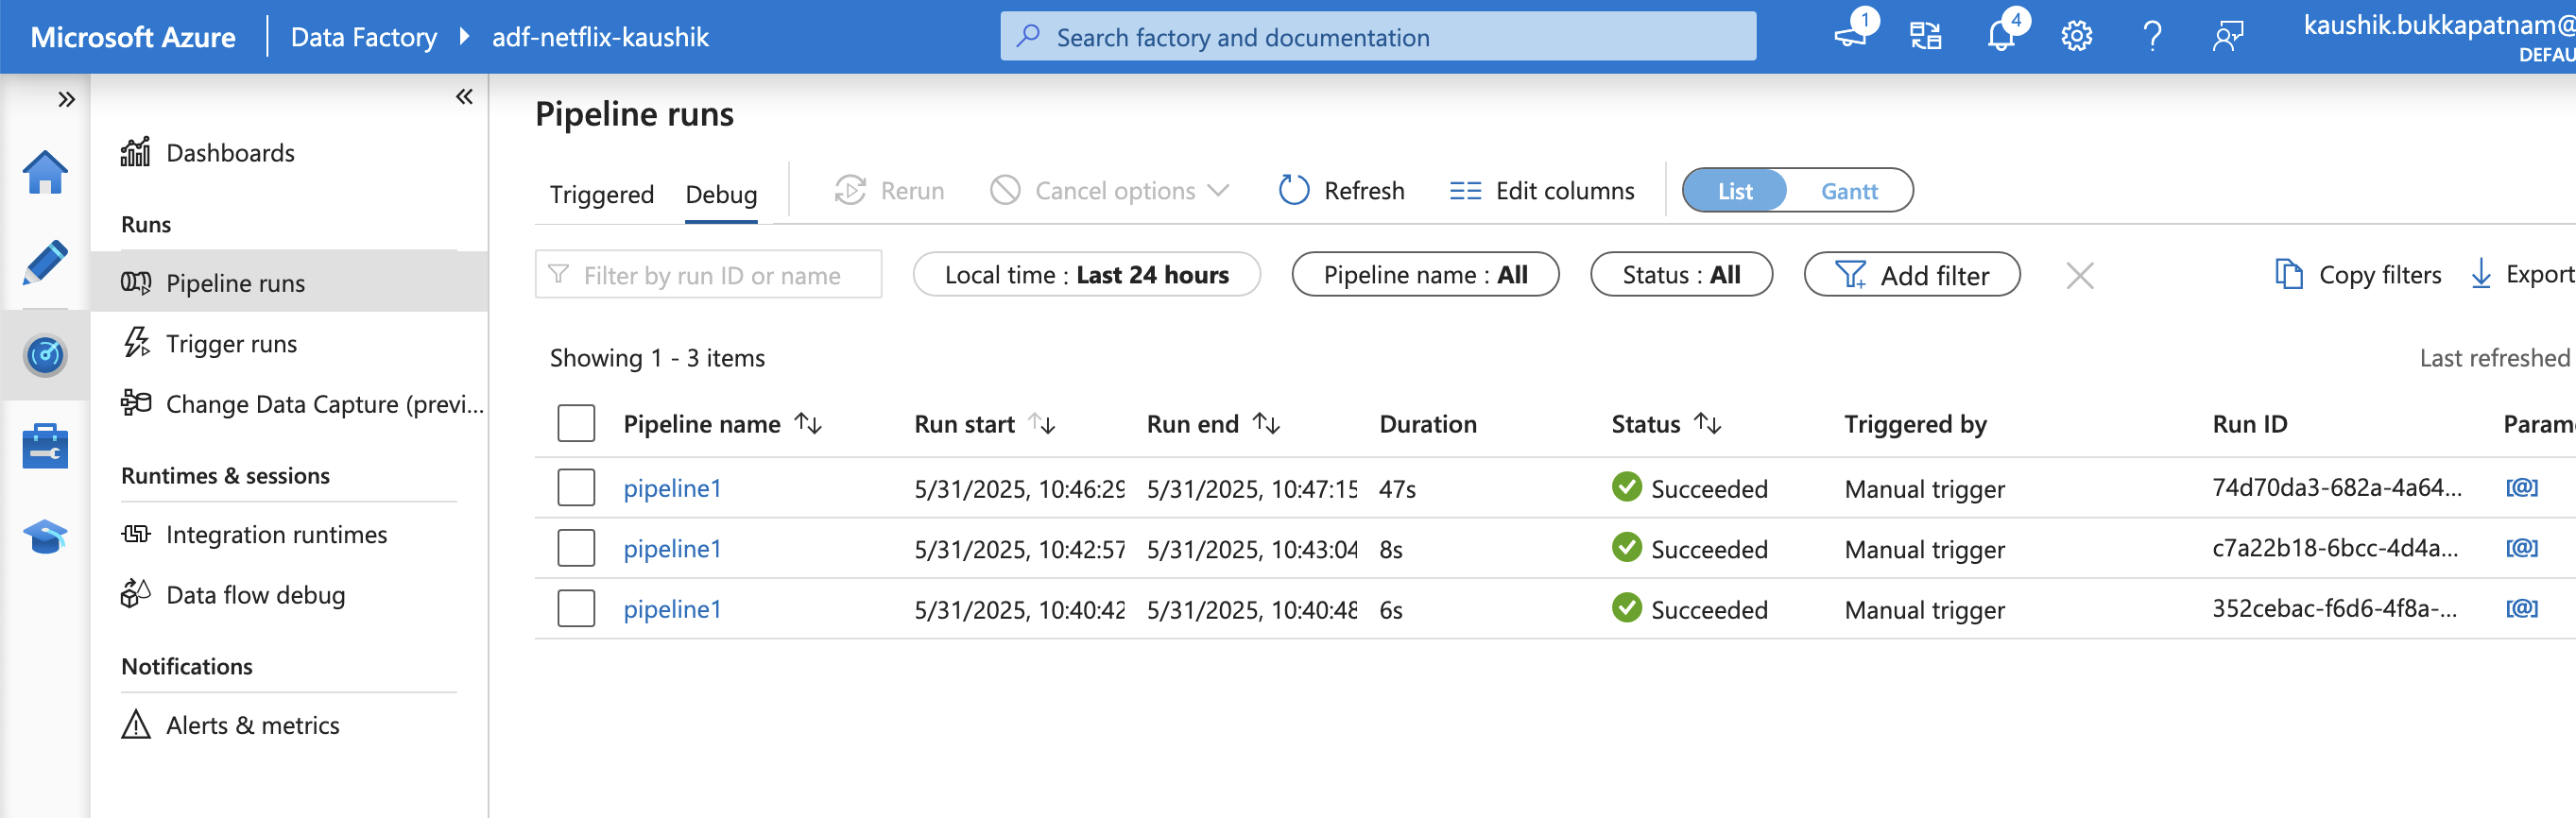 Microsoft Azure Data Factory adf-netflix-kaushik Search factory and documentation 1 4 kaushik.bukkapatnam@
DEFAU
Dashboards
Runs
Pipeline runs
Trigger runs
Change Data Capture (previ...
Runtimes & sessions
Integration runtimes
Data flow debug
Notifications
Alerts & metrics
Pipeline runs
Triggered Debug Rerun Cancel options Refresh Edit columns List Gantt
Filter by run ID or name Local time : Last 24 hours Pipeline name : All Status : All Add filter Copy filters Export
Showing 1 - 3 items Last refreshed
Pipeline name Run start Run end Duration Status Triggered by Run ID Param
pipeline1 5/31/2025, 10:46:29 5/31/2025, 10:47:15 47s Succeeded Manual trigger 74d70da3-682a-4a64... [@]
pipeline1 5/31/2025, 10:42:57 5/31/2025, 10:43:04 8s Succeeded Manual trigger c7a22b18-6bcc-4d4a... [@]
pipeline1 5/31/2025, 10:40:42 5/31/2025, 10:40:48 6s Succeeded Manual trigger 352cebac-f6d6-4f8a-... [@]